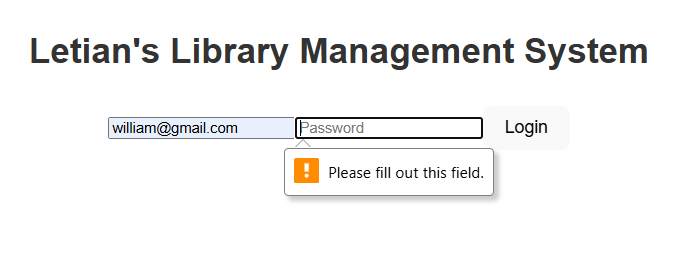 Letian's Library Management System
william@gmail.com Password Login
! Please fill out this field.